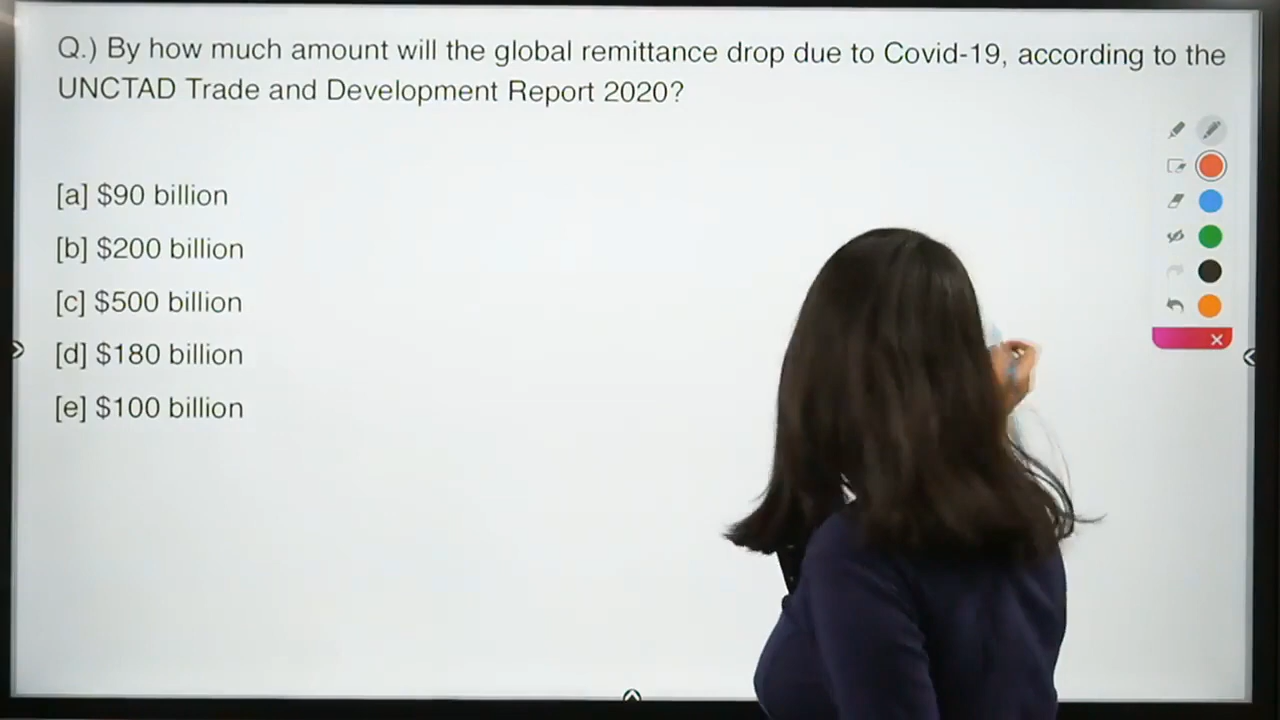 Q.) By how much amount will the global remittance drop due to Covid-19, according to the
UNCTAD Trade and Development Report 2020?
[a] $90 billion
[b] $200 billion
[c] $500 billion
[d] $180 billion
[e] $100 billion